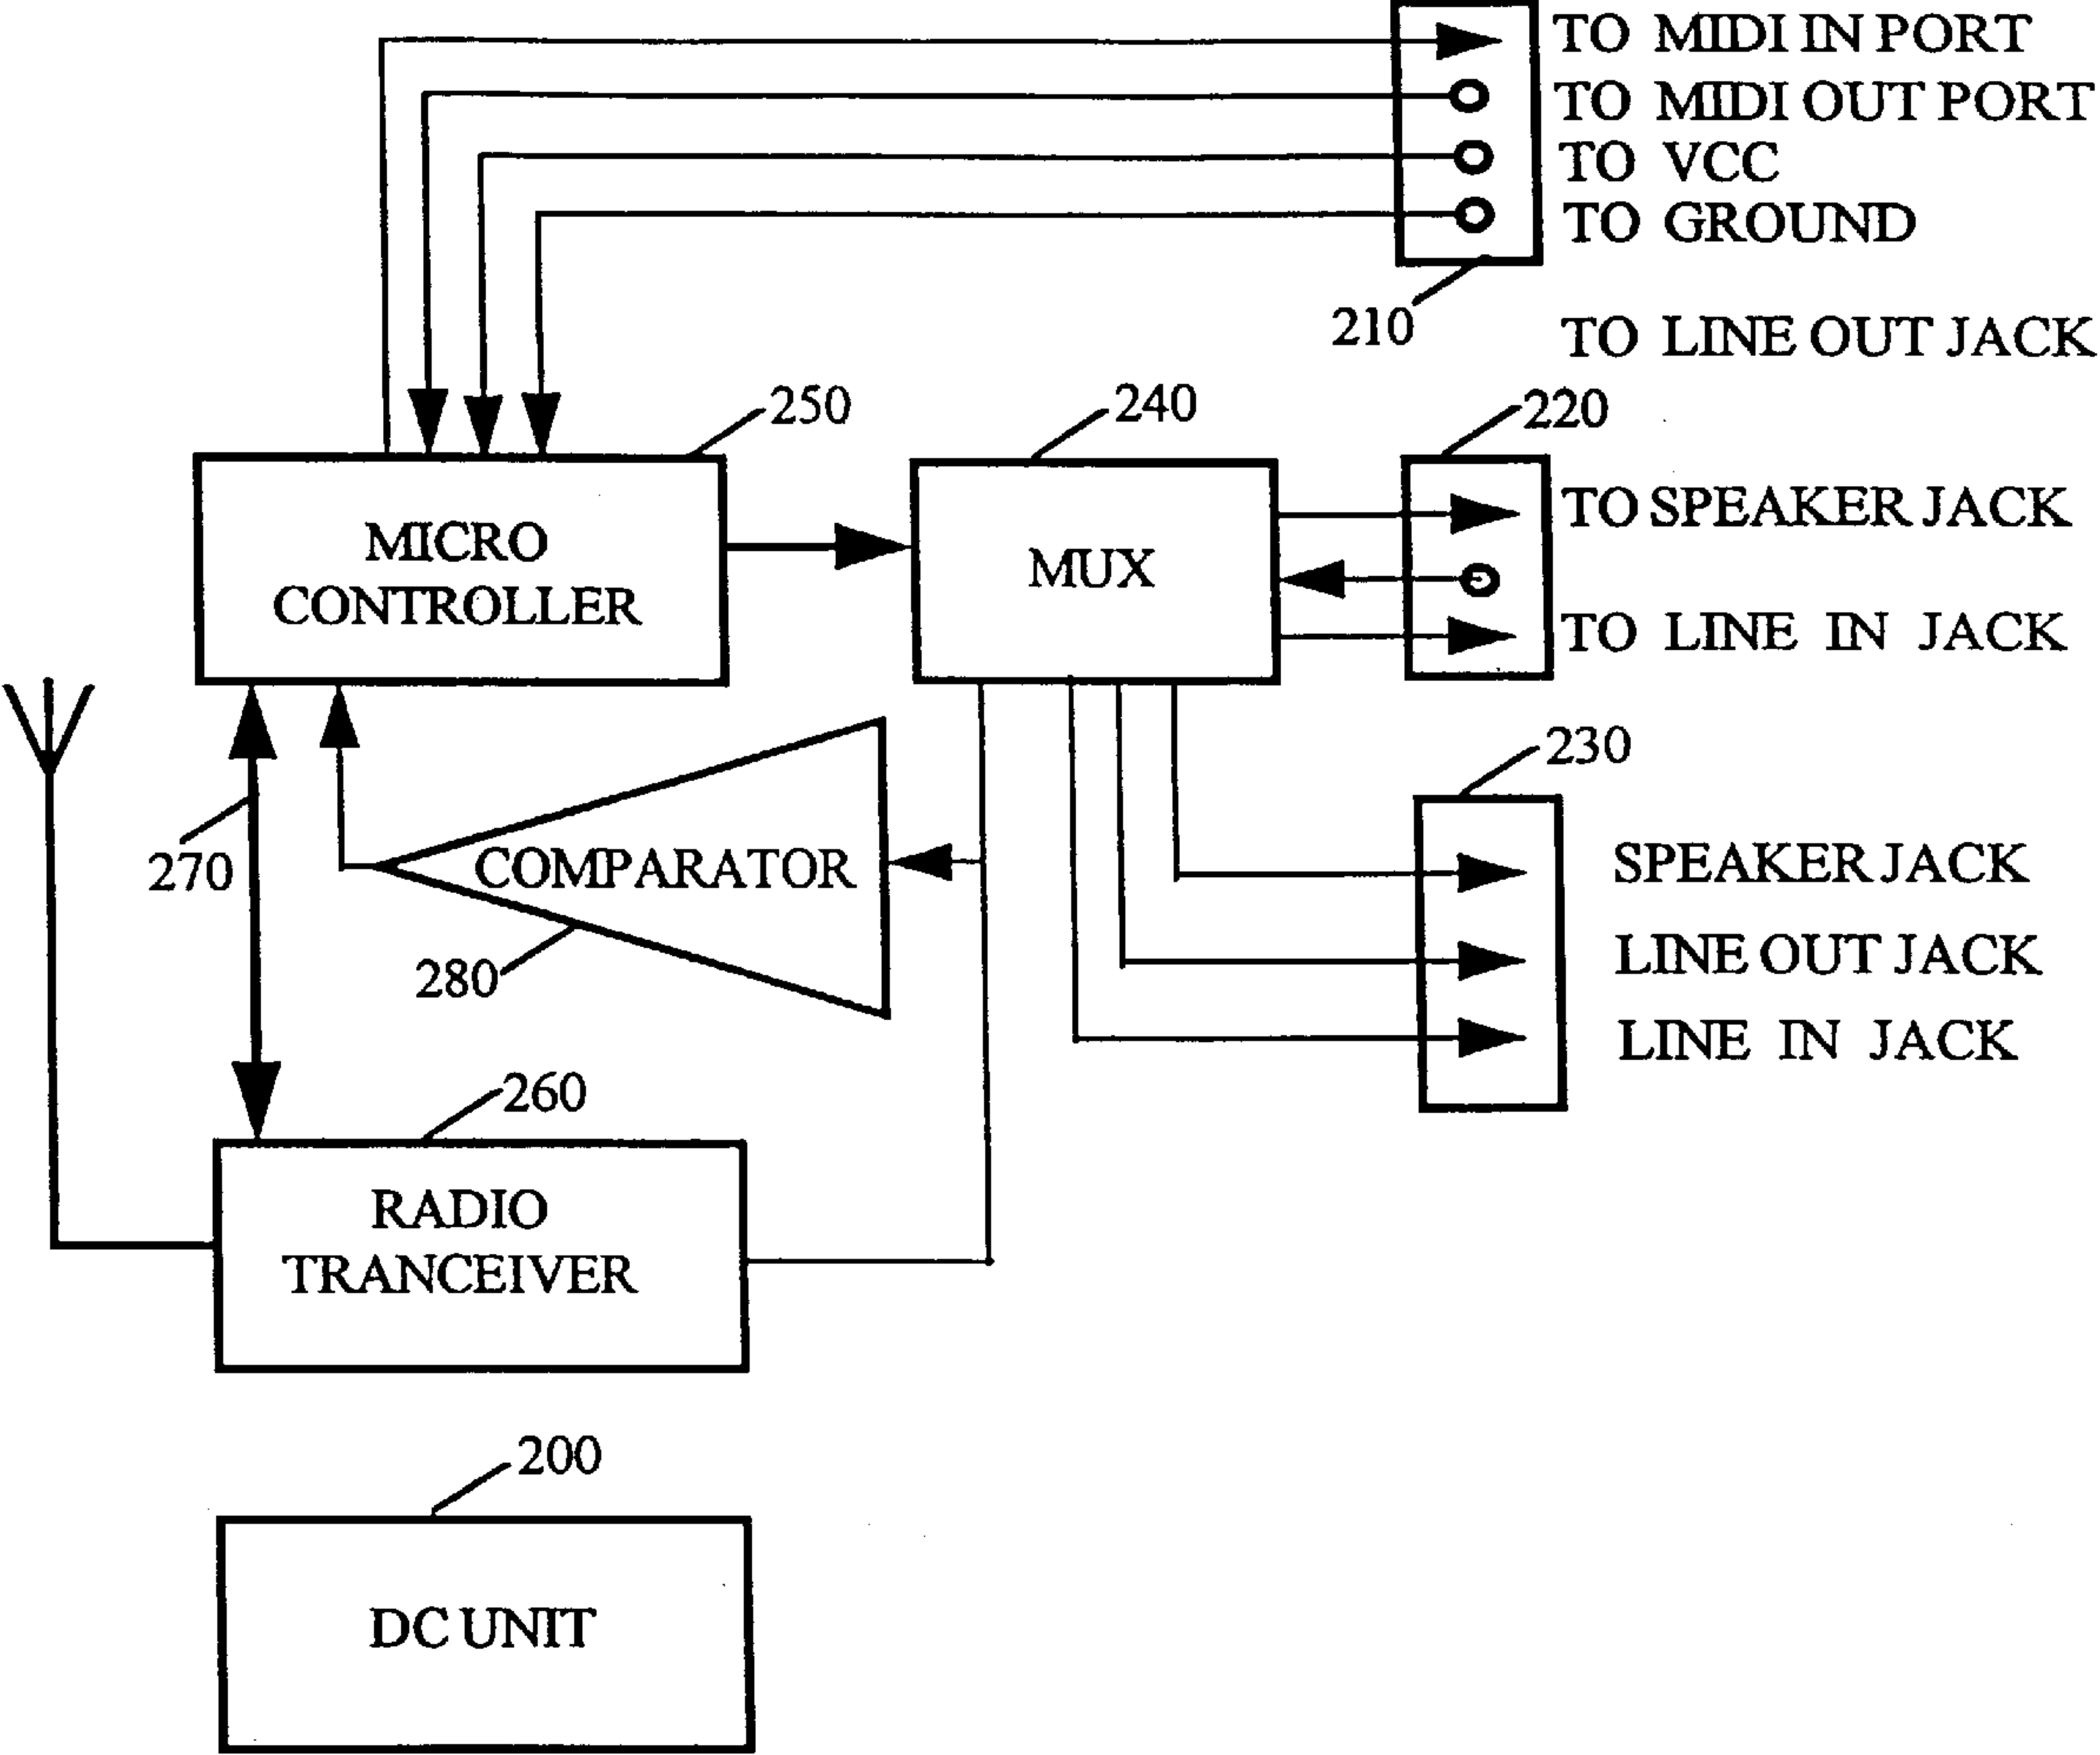 TO MIDI IN PORT
TO MIDI OUT PORT
TO VCC
TO GROUND
210
TO LINE OUT JACK
250
240
220
MICRO
CONTROLLER
MUX
TO SPEAKER JACK
TO LINE IN JACK
230
270
COMPARATOR
280
SPEAKER JACK
LINE OUT JACK
LINE IN JACK
260
RADIO
TRANCEIVER
200
DC UNIT